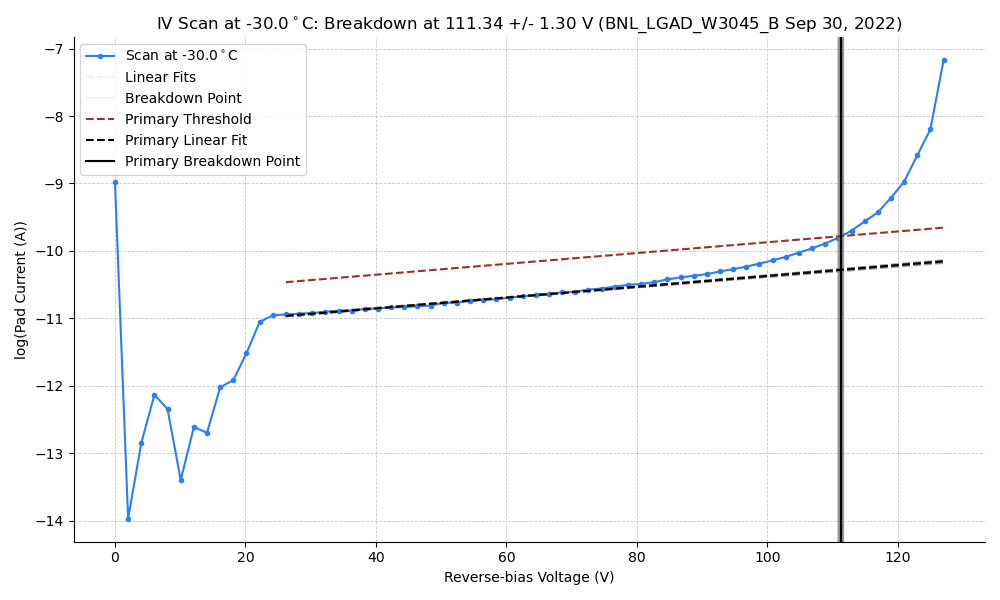 IV Scan at -30.0°C: Breakdown at 111.34 +/- 1.30 V (BNL_LGAD_W3045_B Sep 30, 2022)
Scan at -30.0°C
Linear Fits
Breakdown Point
Primary Threshold
Primary Linear Fit
Primary Breakdown Point
log(Pad Current (A))
−7
−8
−9
−10
−11
−12
−13
−14
0 20 40 60 80 100 120
Reverse-bias Voltage (V)